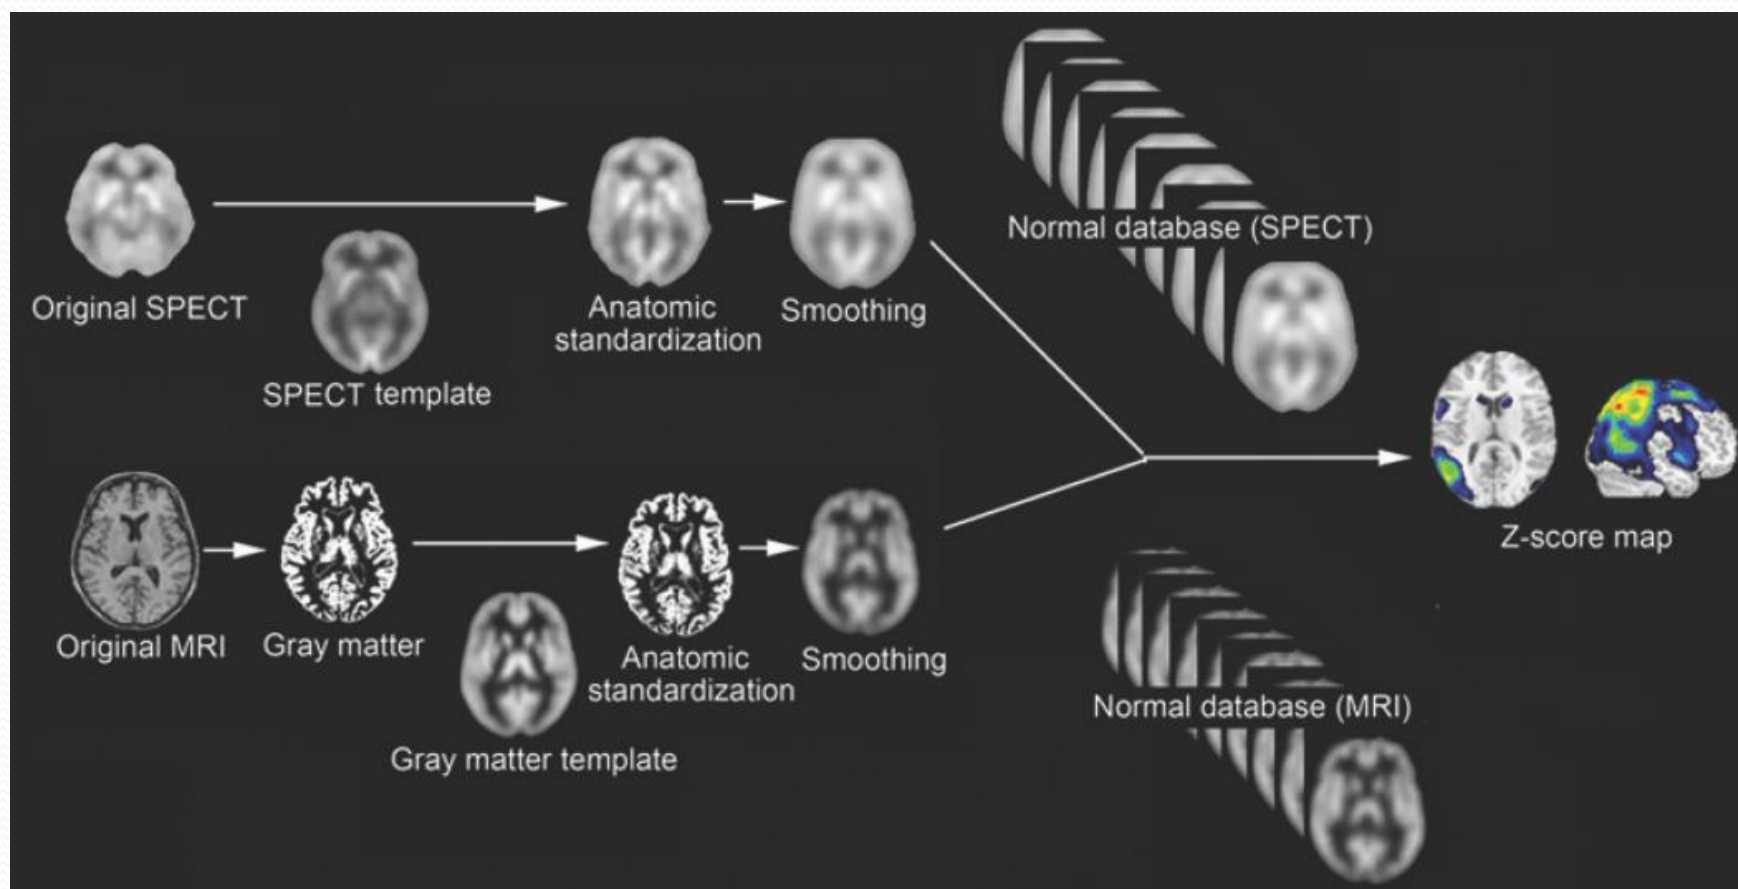 Normal database (SPECT)
Original SPECT
Anatomic
standardization
Smoothing
SPECT template
Z-score map
Original MRI
Gray matter
Anatomic
standardization
Smoothing
Gray matter template
Normal database (MRI)